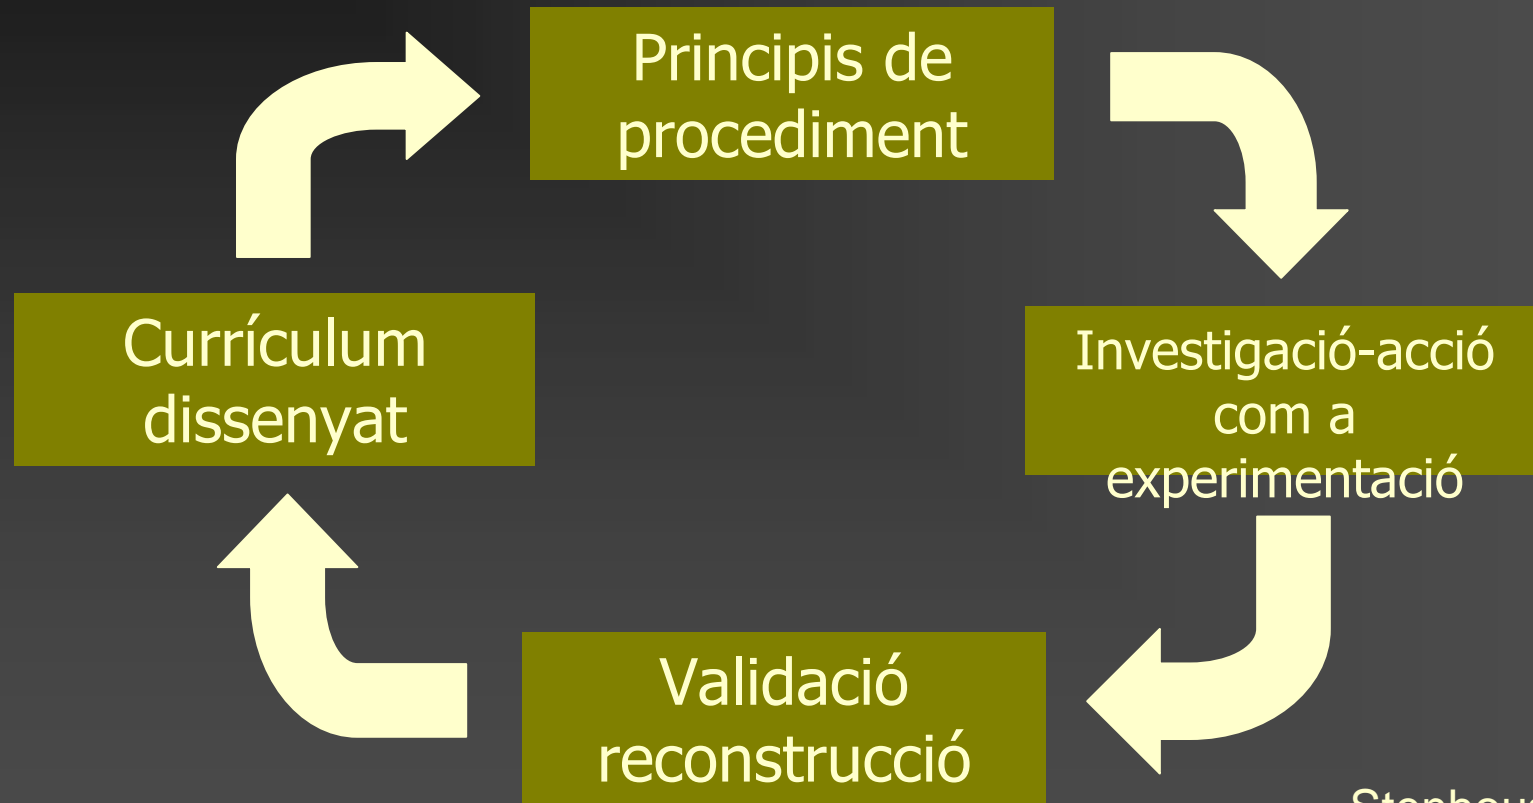 Principis de
procediment
Currículum
dissenyat
Investigació-acció
com a
experimentació
Validació
reconstrucció